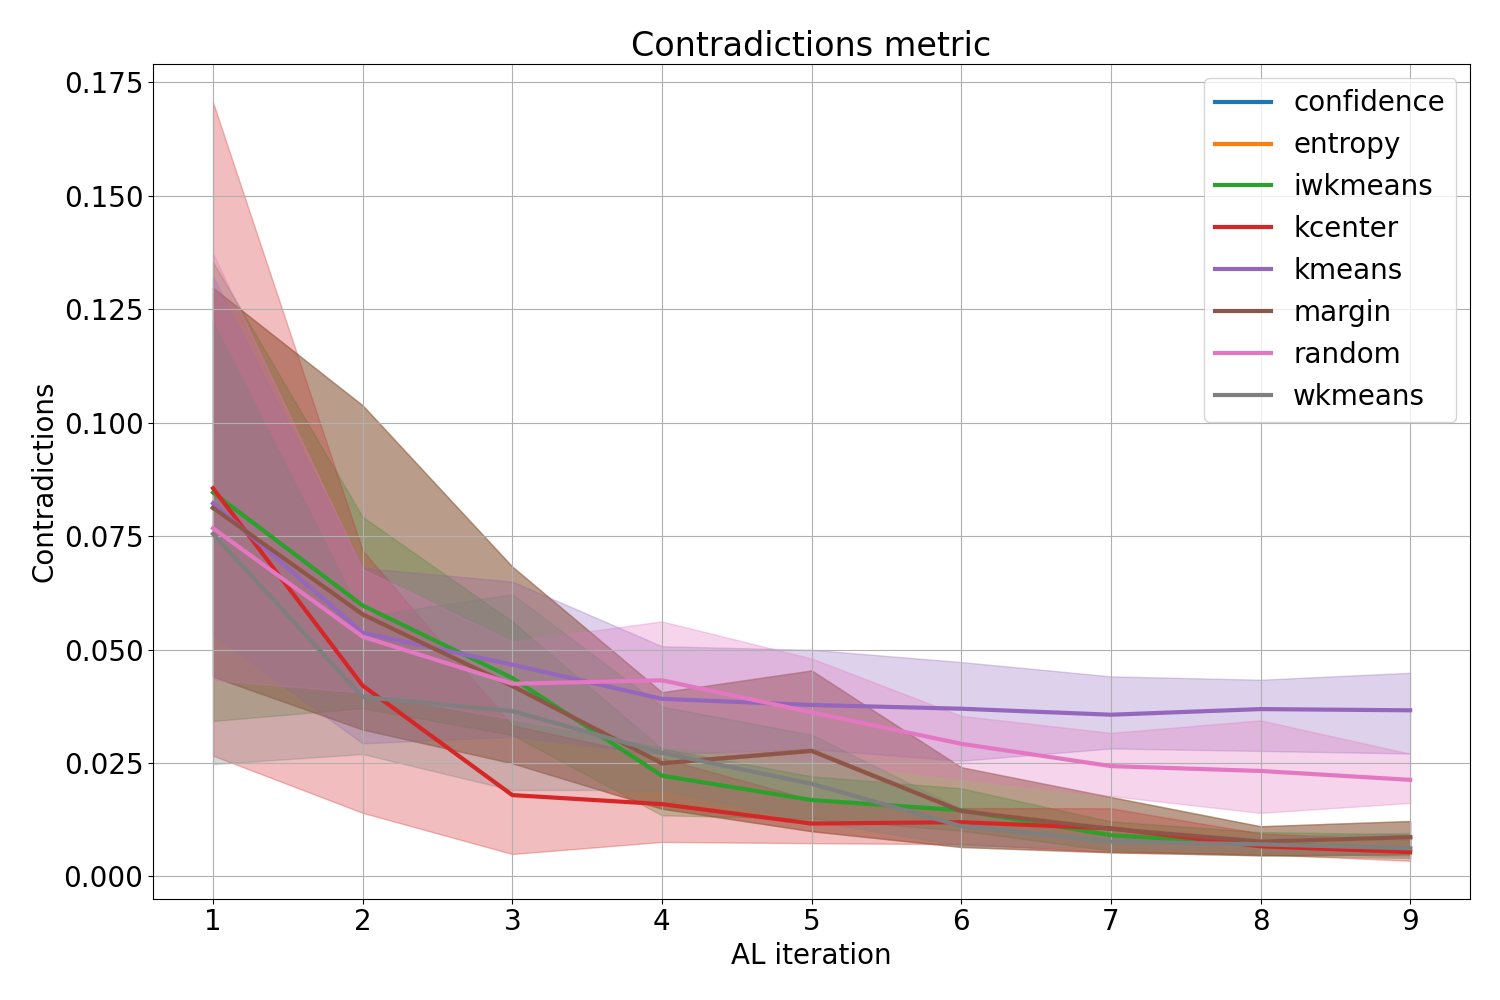 Contradictions metric
0.175
0.150
0.125
0.100
0.075
0.050
0.025
0.000
Contradictions
confidence
entropy
iwkmeans
kcenter
kmeans
margin
random
wkmeans
1 2 3 4 5 6 7 8 9
AL iteration